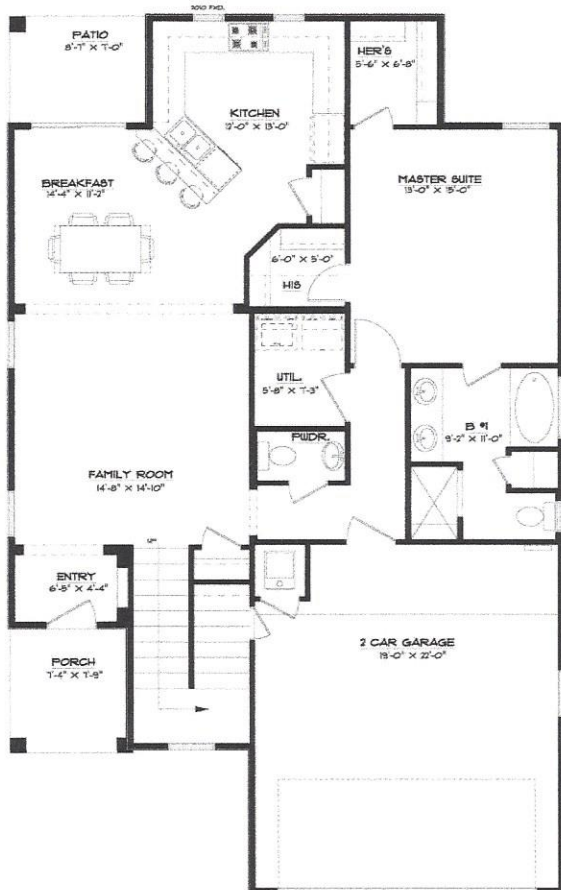 PATIO
8'-7" X 7-0"
HER'S
5'-6" X 6'-8"
KITCHEN
12'-0" X 13'-0"
BREAKFAST
14'-4" X 11'-2"
MASTER SUITE
13'-0" X 15'-0"
6'-0" X 5'-0"
HIS
UTIL.
5'-8" X 7-3"
B #1
9'-2" X 11'-0"
PWDR.
FAMILY ROOM
14'-8" X 14'-10"
ENTRY
6'-5" X 4'-4"
2 CAR GARAGE
19'-0" X 22'-0"
PORCH
7'-4" X 7'-9"